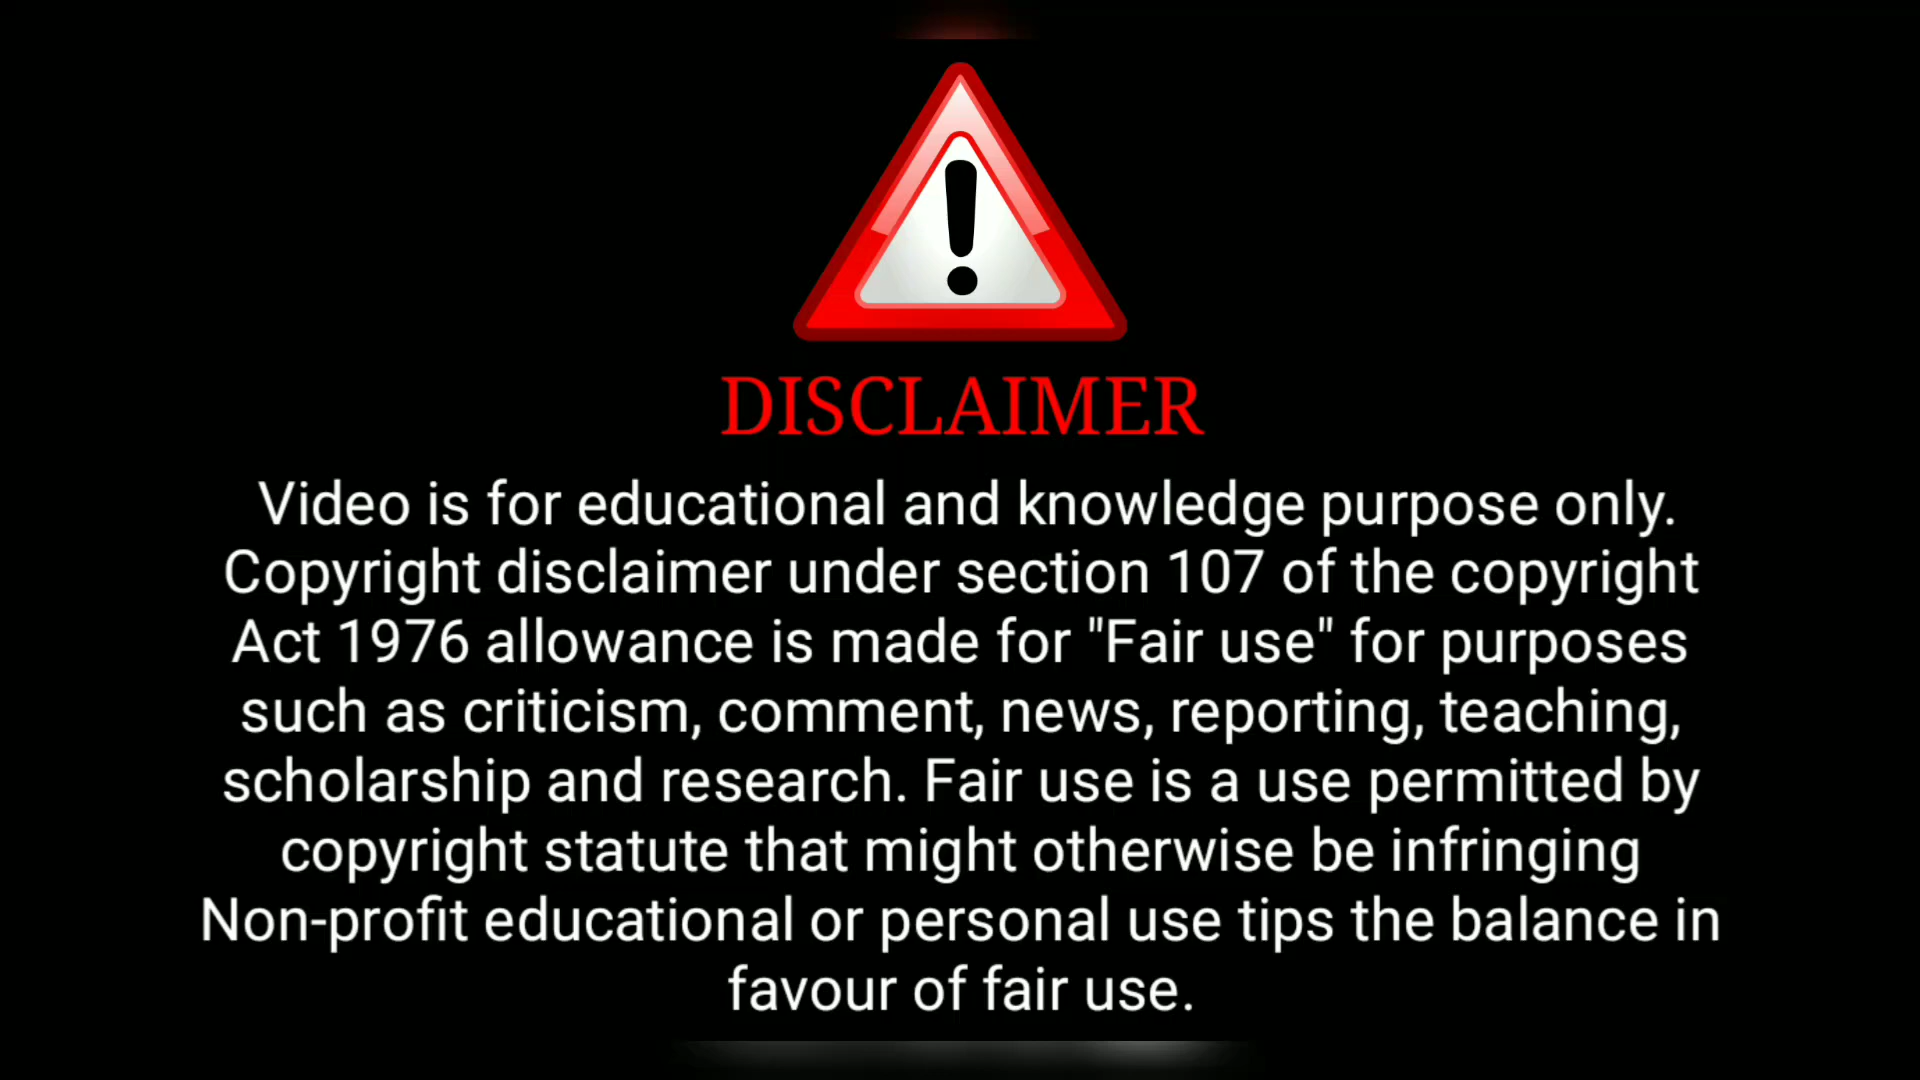 DISCLAIMER
Video is for educational and knowledge purpose only.
Copyright disclaimer under section 107 of the copyright
Act 1976 allowance is made for "Fair use" for purposes
such as criticism, comment, news, reporting, teaching,
scholarship and research. Fair use is a use permitted by
copyright statute that might otherwise be infringing
Non-profit educational or personal use tips the balance in
favour of fair use.